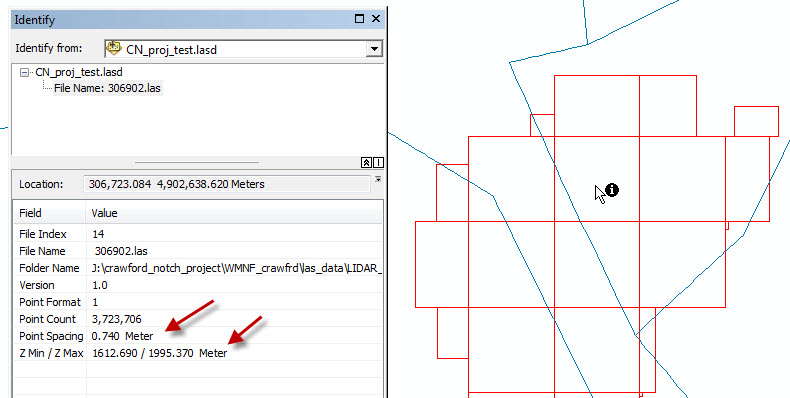 Identify
Identify from: CN_proj_test.lasd
CN_proj_test.lasd
File Name: 306902.las
Location: 306,723.084 4,902,638.620 Meters
Field Value
File Index 14
File Name 306902.las
Folder Name J:\crawford_notch_project\WMNF_crawfrd\las_data\LIDAR_
Version 1.0
Point Format 1
Point Count 3,723,706
Point Spacing 0.740 Meter
Z Min / Z Max 1612.690 / 1995.370 Meter